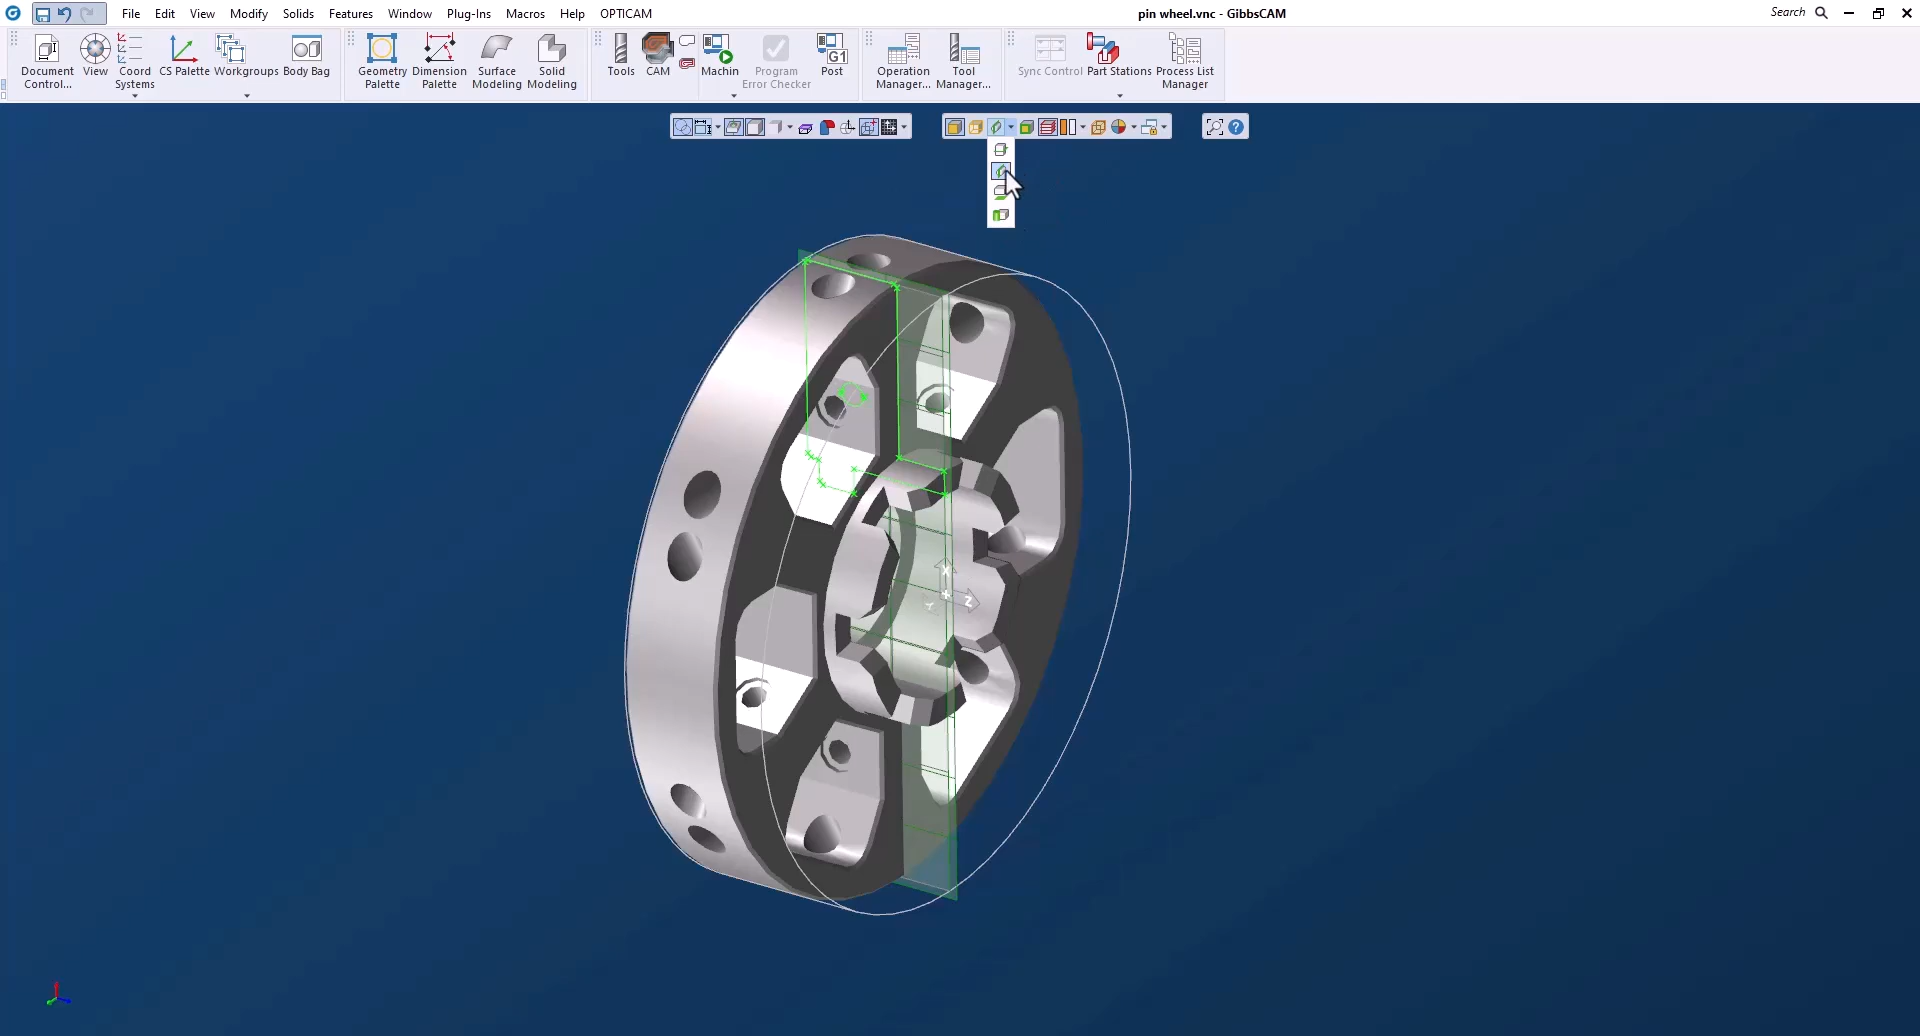 File Edit View Modify Solids Features Window Plug-Ins Macros Help OPTICAM
pin wheel.vnc - GibbsCAM
Search
Document Control...
View
Coord Systems
CS Palette
Workgroups
Body Bag
Geometry Palette
Dimension Palette
Surface Modeling
Solid Modeling
Tools
CAM
Machin
Program Error Checker
G1
Post
Operation Manager...
Tool Manager...
Sync Control
Part Stations
Process List Manager
X
Y
Z